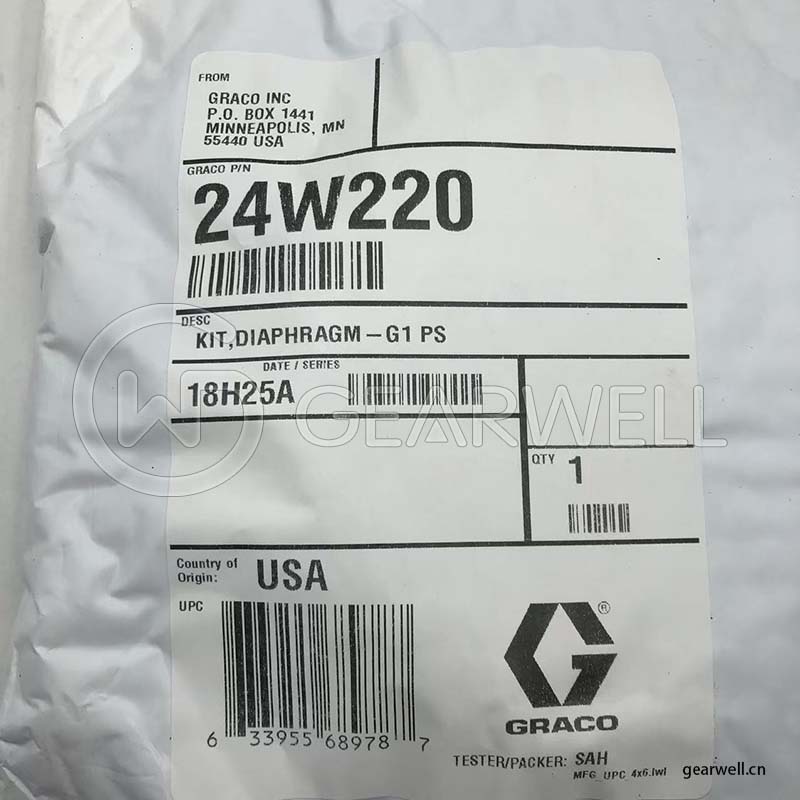 FROM
GRACO INC
P.O. BOX 1441
MINNEAPOLIS, MN
55440 USA
GRACO P/N
24W220
DESC
KIT,DIAPHRAGM–G1 PS
DATE / SERIES
18H25A
GEARWELL
QTY 1
Country of
Origin: USA
UPC
6 33955 68978 7
®
GRACO
TESTER/PACKER: SAH
MFG_UPC 4x6.lwl
gearwell.cn